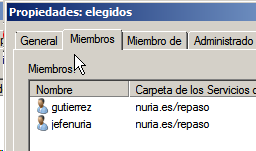 Propiedades: elegidos
General Miembros Miembro de Administrado
Miembros
Nombre Carpeta de los Servicios
gutierrez nuria.es/repaso
jefenuria nuria.es/repaso